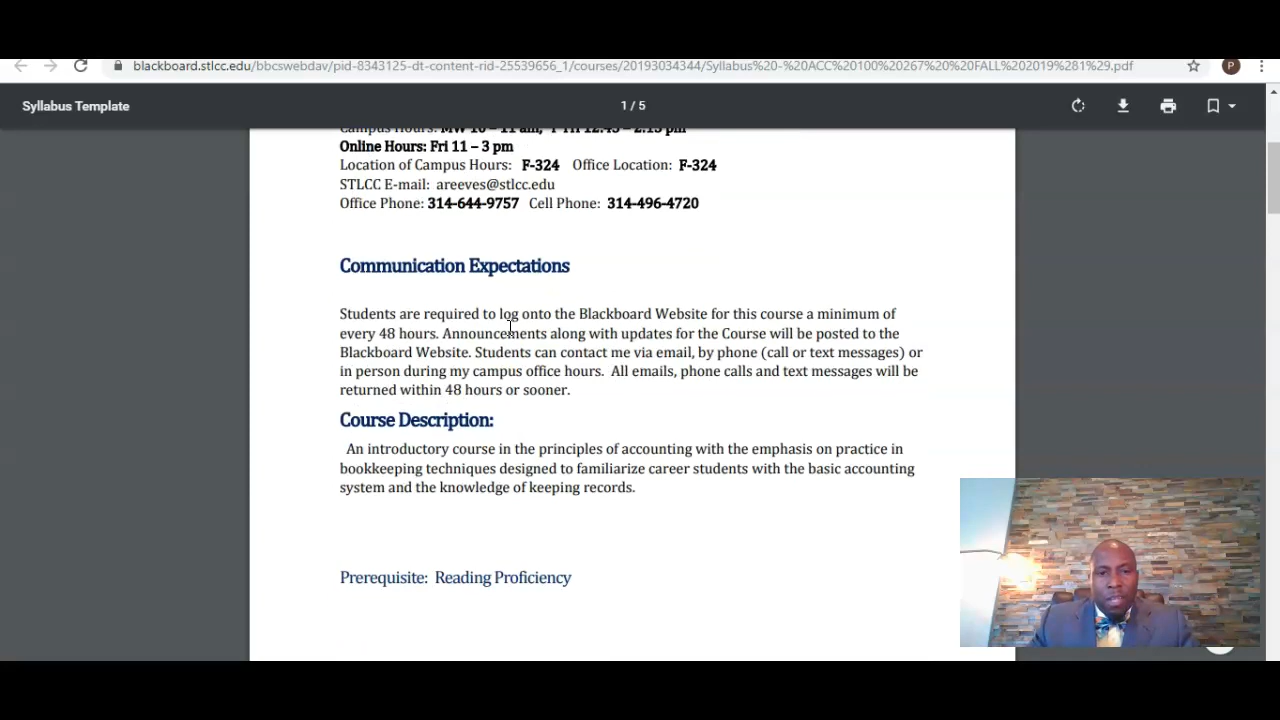 blackboard.stlcc.edu/bbcswebdav/pid-8343125-dt-content-rid-25539656_1/courses/20193034344/Syllabus%20-%20ACC%20100%20267%20%20FALL%202019%281%29.pdf
P
Syllabus Template
1 / 5
Online Hours: Fri 11 – 3 pm
Location of Campus Hours: F-324 Office Location: F-324
STLCC E-mail: areeves@stlcc.edu
Office Phone: 314-644-9757 Cell Phone: 314-496-4720
Communication Expectations
Students are required to log onto the Blackboard Website for this course a minimum of
every 48 hours. Announcements along with updates for the Course will be posted to the
Blackboard Website. Students can contact me via email, by phone (call or text messages) or
in person during my campus office hours. All emails, phone calls and text messages will be
returned within 48 hours or sooner.
Course Description:
An introductory course in the principles of accounting with the emphasis on practice in
bookkeeping techniques designed to familiarize career students with the basic accounting
system and the knowledge of keeping records.
Prerequisite: Reading Proficiency